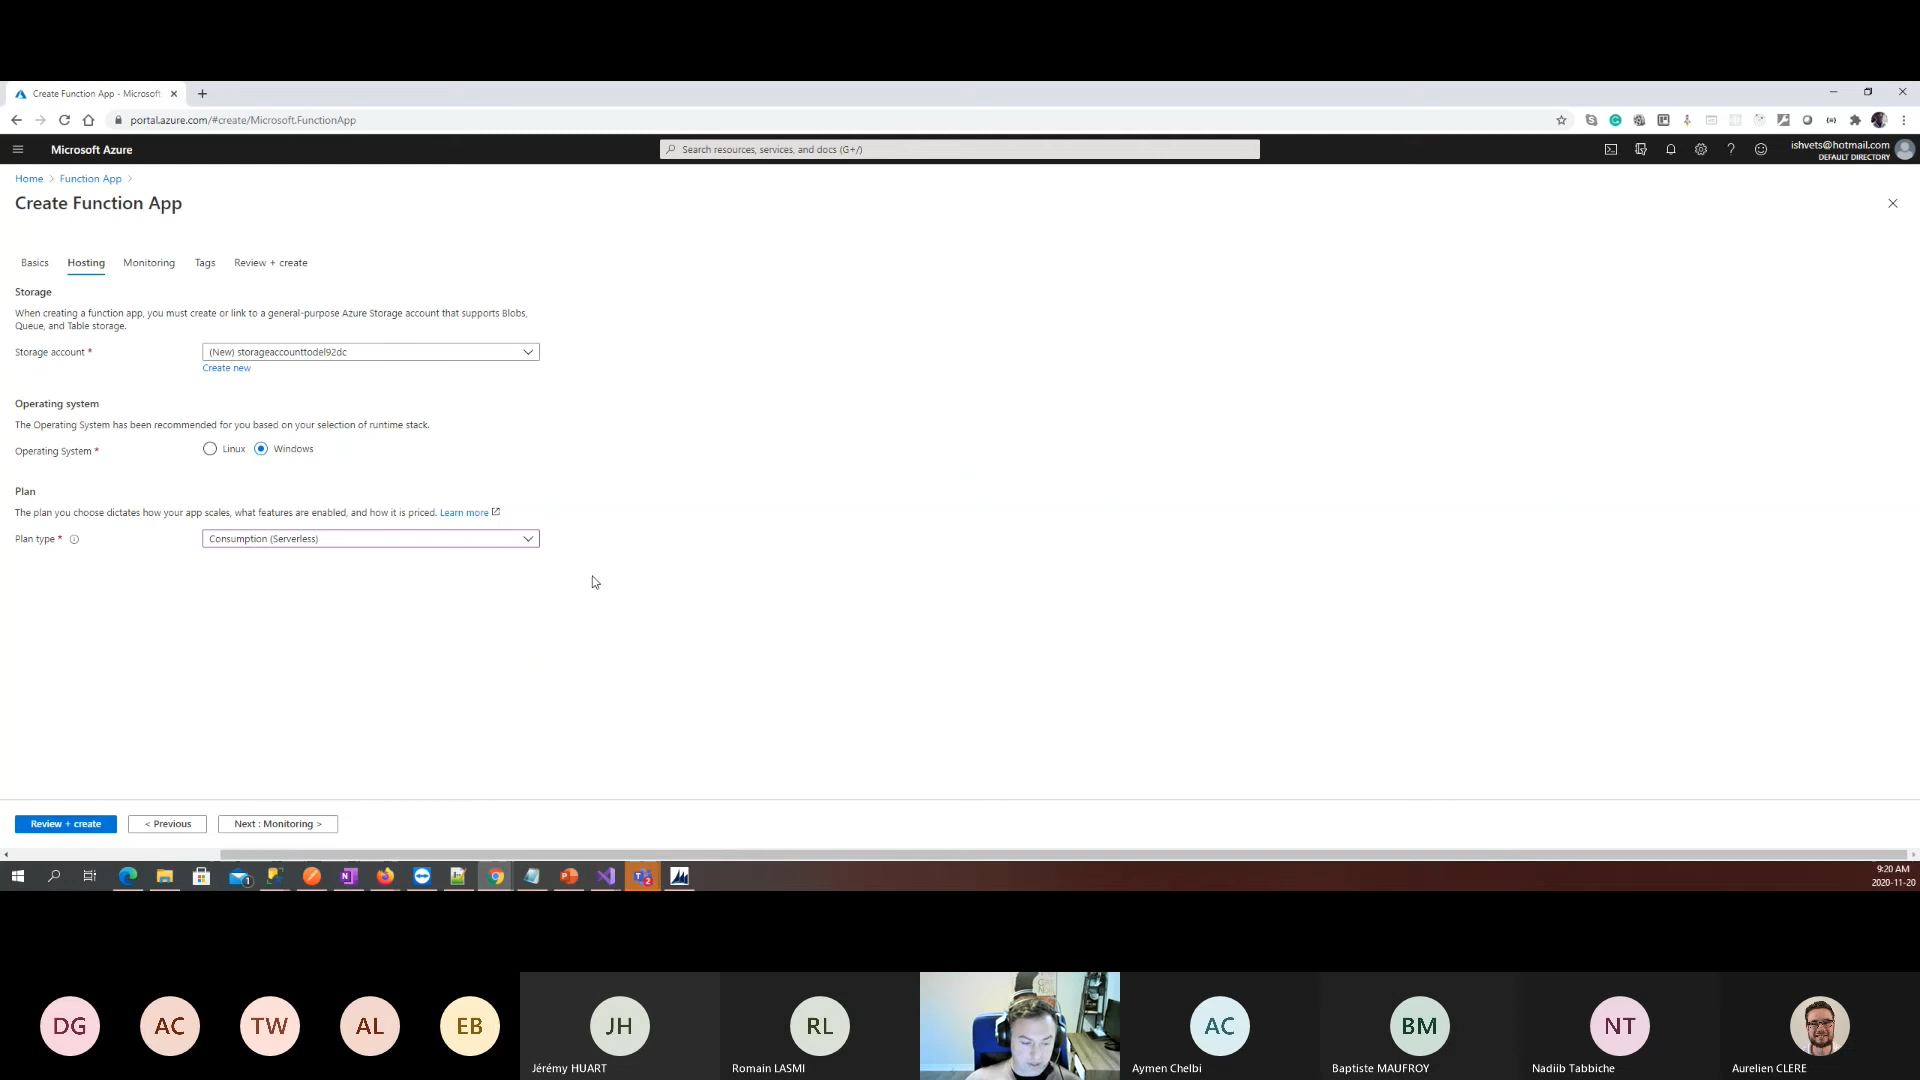 Create Function App - Microsoft
portal.azure.com/#create/Microsoft.FunctionApp
Microsoft Azure
Search resources, services, and docs (G+/)
ishvets@hotmail.com
DEFAULT DIRECTORY
Home > Function App >
Create Function App
Basics Hosting Monitoring Tags Review + create
Storage
When creating a function app, you must create or link to a general-purpose Azure Storage account that supports Blobs,
Queue, and Table storage.
Storage account *
(New) storageaccounttodel92dc
Create new
Operating system
The Operating System has been recommended for you based on your selection of runtime stack.
Operating System *
Linux Windows
Plan
The plan you choose dictates how your app scales, what features are enabled, and how it is priced. Learn more
Plan type *
Consumption (Serverless)
Review + create
< Previous
Next : Monitoring >
9:20 AM
2020-11-20
DG AC TW AL EB JH RL AC BM NT
Jérémy HUART
Romain LASMI
Aymen Chelbi
Baptiste MAUFROY
Nadiib Tabbiche
Aurelien CLERE